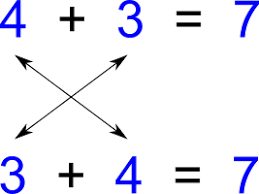 4 + 3 = 7
3 + 4 = 7